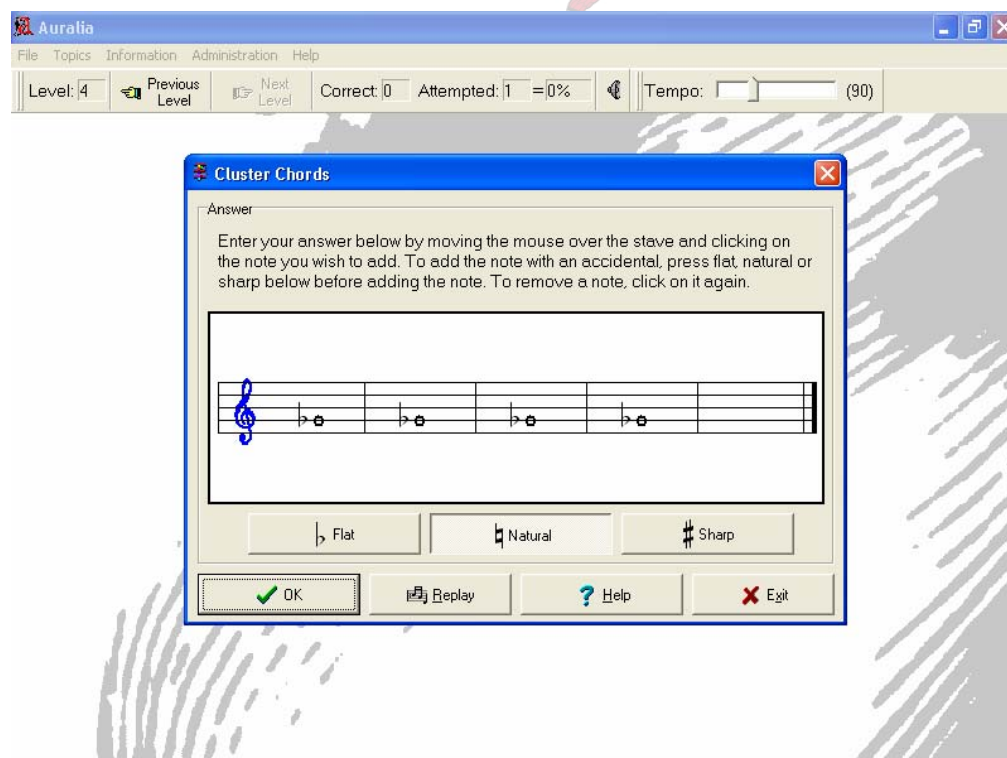 Auralia
File Topics Information Administration Help
Level: 4 Previous Level Next Level Correct: 0 Attempted: 1 =0% Tempo: (90)
Cluster Chords
Answer
Enter your answer below by moving the mouse over the stave and clicking on
the note you wish to add. To add the note with an accidental, press flat, natural or
sharp below before adding the note. To remove a note, click on it again.
♭ Flat ♮ Natural ♯ Sharp
OK Replay Help Exit